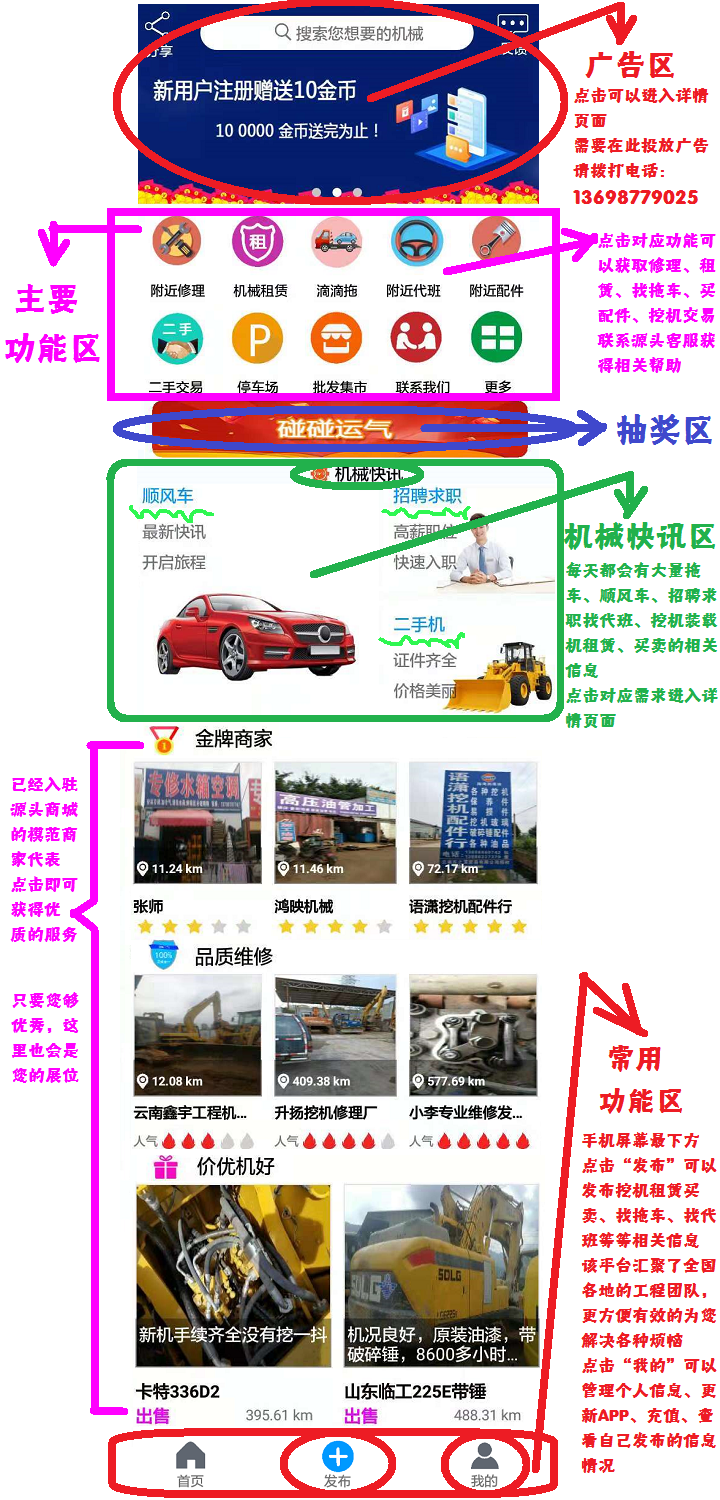 分享
搜索您想要的机械
反馈
新用户注册赠送10金币
10 0000 金币送完为止！
广告区
点击可以进入详情
页面
需要在此投放广告
请拨打电话：
13698779025
主要
功能区
附近修理
机械租赁
滴滴拖
附近代班
附近配件
二手
租
P
二手交易
停车场
批发集市
联系我们
更多
点击对应功能可
以获取修理、租
赁、找拖车、买
配件、挖机交易
联系源头客服获
得相关帮助
碰碰运气
抽奖区
机械快讯
顺风车
最新快讯
开启旅程
招聘求职
高薪职位
快速入职
二手机
证件齐全
价格美丽
机械快讯区
每天都会有大量拖
车、顺风车、招聘求
职找代班、挖机装载
机租赁、买卖的相关
信息
点击对应需求进入详
情页面
1
金牌商家
专修水箱空调
高压油管加工
语潇挖机配件行
各种挖机
保养件
易损件
挖机玻璃
破碎锤配件
各种油品
11.24 km
11.46 km
72.17 km
张师
鸿映机械
语潇挖机配件行
已经入驻
源头商城
的模范商
家代表
点击即可
获得优
质的服务
只要您够
优秀，这
里也会是
您的展位
100%
品质维修
12.08 km
409.38 km
577.69 km
云南鑫宇工程机...
升扬挖机修理厂
小李专业维修发...
人气
人气
人气
价优机好
SDLG
新机手续齐全没有挖一抖
机况良好，原装油漆，带
破碎锤，8600多小时...
卡特336D2
山东临工225E带锤
出售
395.61 km
出售
488.31 km
首页
发布
我的
常用
功能区
手机屏幕最下方
点击“发布”可以
发布挖机租赁买
卖、找拖车、找代
班等等相关信息
该平台汇聚了全国
各地的工程团队，
更方便有效的为您
解决各种烦恼
点击“我的”可以
管理个人信息、更
新APP、充值、查
看自己发布的信息
情况